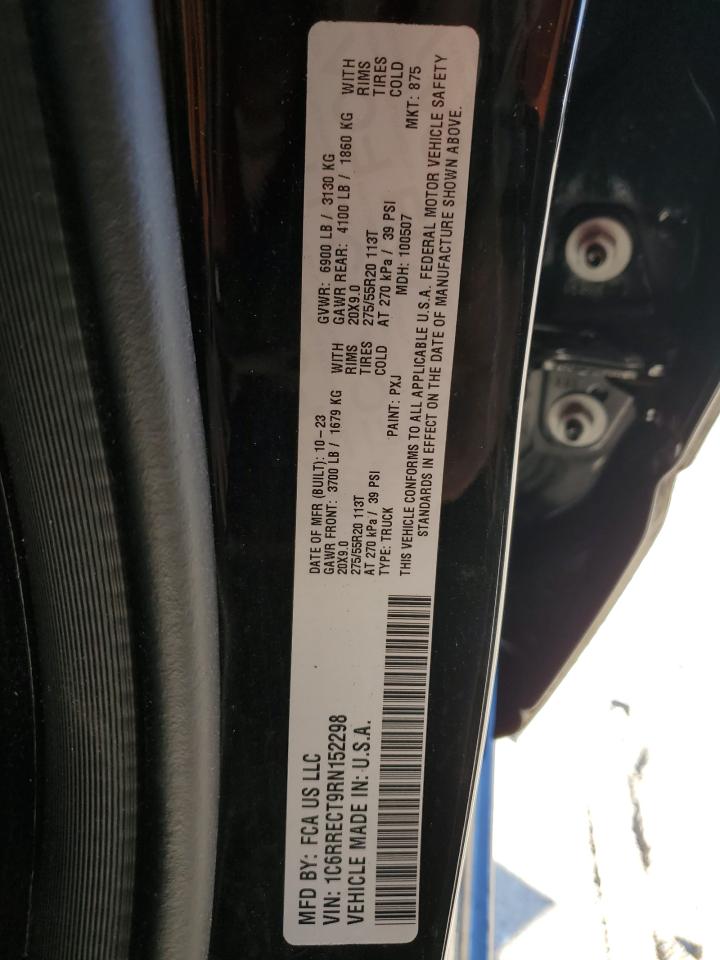 MFD BY: FCA US LLC
VIN: 1C6RRECT9RN152298
VEHICLE MADE IN: U.S.A.
DATE OF MFR (BUILT): 10-23 GVWR: 6900 LB / 3130 KG
GAWR FRONT: 3700 LB / 1679 KG WITH GAWR REAR: 4100 LB / 1860 KG WITH
20X9.0 RIMS 20X9.0 RIMS
275/55R20 113T TIRES 275/55R20 113T TIRES
AT 270 kPa / 39 PSI COLD AT 270 kPa / 39 PSI COLD
TYPE: TRUCK PAINT: PXJ MDH: 100507 MKT: 875
THIS VEHICLE CONFORMS TO ALL APPLICABLE U.S.A. FEDERAL MOTOR VEHICLE SAFETY
STANDARDS IN EFFECT ON THE DATE OF MANUFACTURE SHOWN ABOVE.